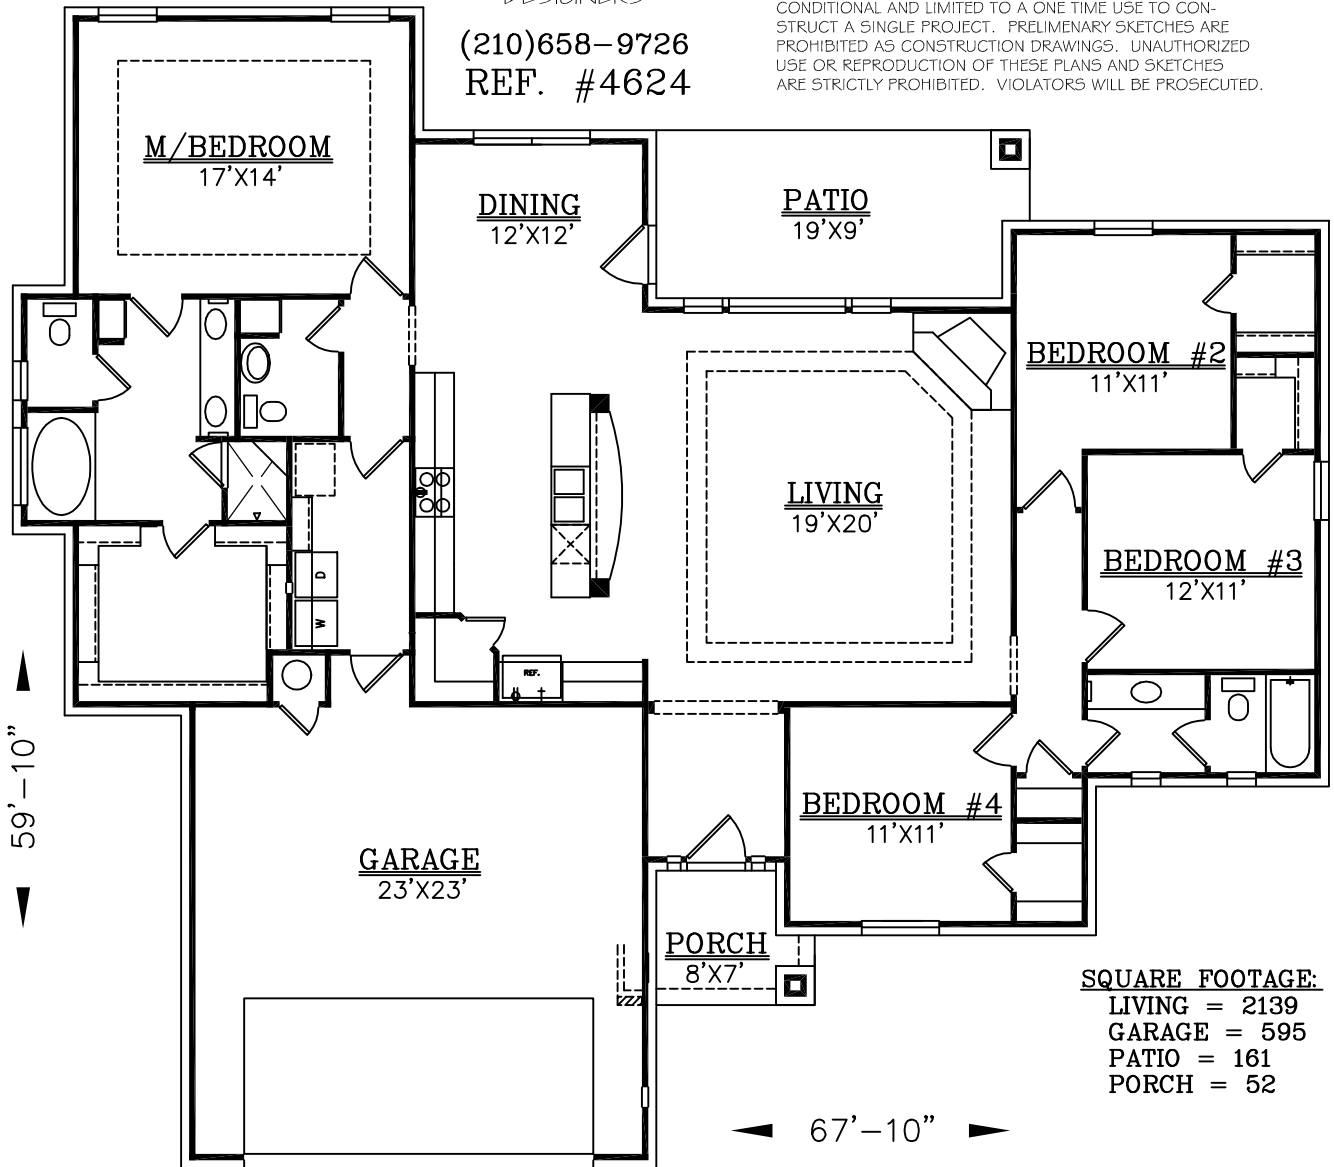 CONDITIONAL AND LIMITED TO A ONE TIME USE TO CON-
STRUCT A SINGLE PROJECT. PRELIMENARY SKETCHES ARE
PROHIBITED AS CONSTRUCTION DRAWINGS. UNAUTHORIZED
USE OR REPRODUCTION OF THESE PLANS AND SKETCHES
ARE STRICTLY PROHIBITED. VIOLATORS WILL BE PROSECUTED.
(210)658-9726
REF. #4624
M/BEDROOM
17'X14'
DINING
12'X12'
PATIO
19'X9'
BEDROOM #2
11'X11'
LIVING
19'X20'
BEDROOM #3
12'X11'
D
W
REF.
59'-10"
BEDROOM #4
11'X11'
GARAGE
23'X23'
PORCH
8'X7'
SQUARE FOOTAGE:
LIVING = 2139
GARAGE = 595
PATIO = 161
PORCH = 52
67'-10"